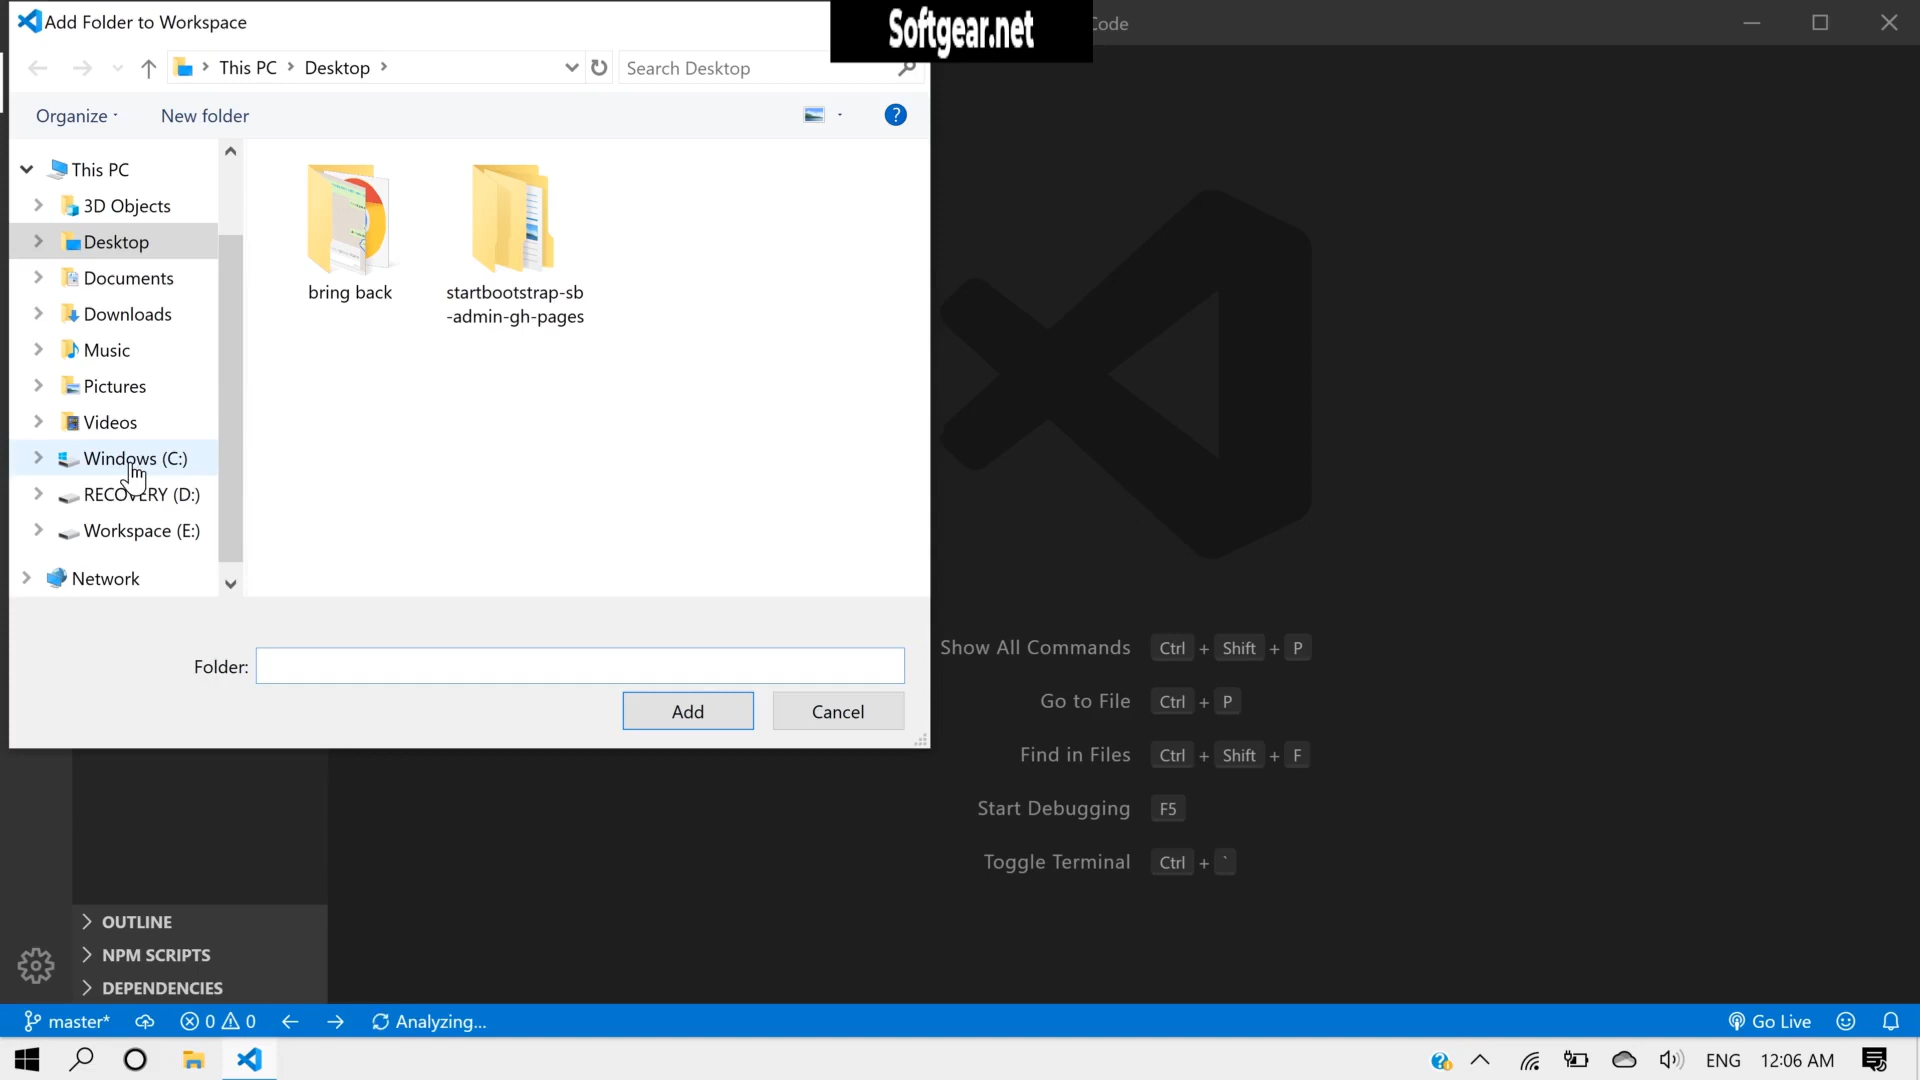 Add Folder to Workspace
Softgear.net
Code
This PC
Desktop
Search Desktop
Organize
New folder
?
This PC
3D Objects
Desktop
Documents
Downloads
Music
Pictures
Videos
Windows (C:)
RECOVERY (D:)
Workspace (E:)
Network
bring back
startbootstrap-sb
-admin-gh-pages
Folder:
Add
Cancel
Show All Commands Ctrl + Shift + P
Go to File Ctrl + P
Find in Files Ctrl + Shift + F
Start Debugging F5
Toggle Terminal Ctrl + `
OUTLINE
NPM SCRIPTS
DEPENDENCIES
master* 0 0 Analyzing... Go Live
ENG 12:06 AM